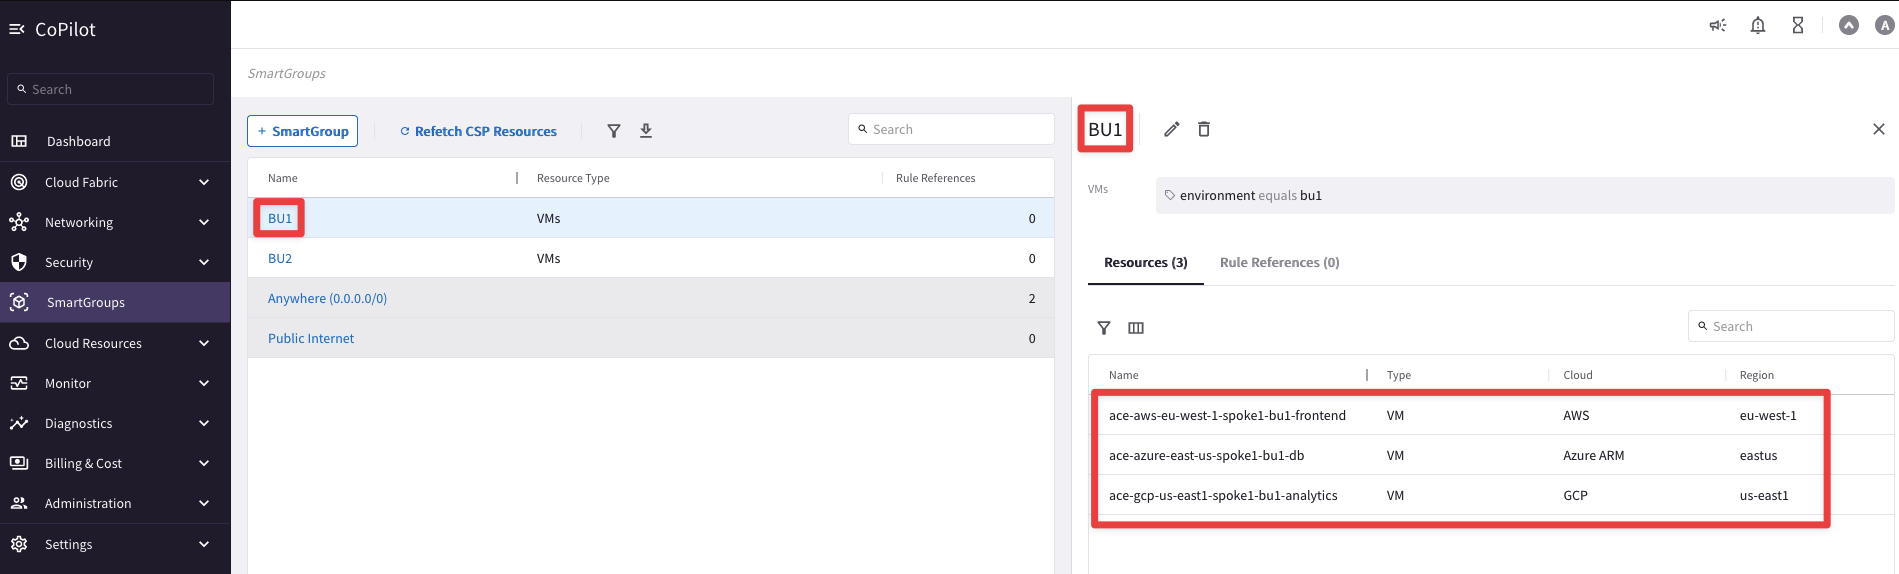 CoPilot
Search
Dashboard
Cloud Fabric
Networking
Security
SmartGroups
Cloud Resources
Monitor
Diagnostics
Billing & Cost
Administration
Settings
A
SmartGroups
+ SmartGroup
Refetch CSP Resources
Search
Name Resource Type Rule References
BU1 VMs 0
BU2 VMs 0
Anywhere (0.0.0.0/0) 2
Public Internet 0
BU1
VMs environment equals bu1
Resources (3) Rule References (0)
Search
Name Type Cloud Region
ace-aws-eu-west-1-spoke1-bu1-frontend VM AWS eu-west-1
ace-azure-east-us-spoke1-bu1-db VM Azure ARM eastus
ace-gcp-us-east1-spoke1-bu1-analytics VM GCP us-east1